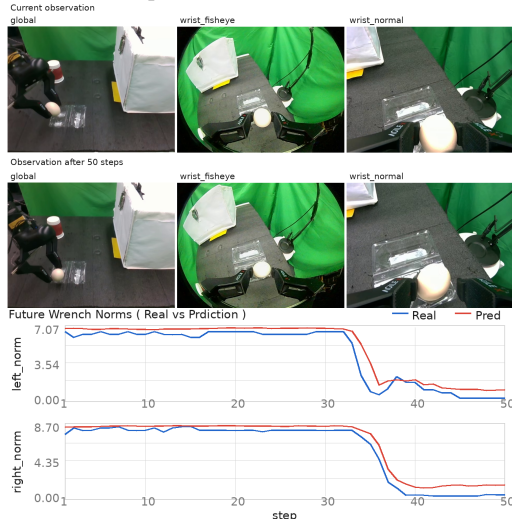 Current observation
global wrist_fisheye wrist_normal
Observation after 50 steps
global wrist_fisheye wrist_normal
Future Wrench Norms ( Real vs Prdiction ) Real Pred
left_norm
7.07
3.54
0.00
1 10 20 30 40 50
right_norm
8.70
4.35
0.00
1 10 20 30 40 50
step